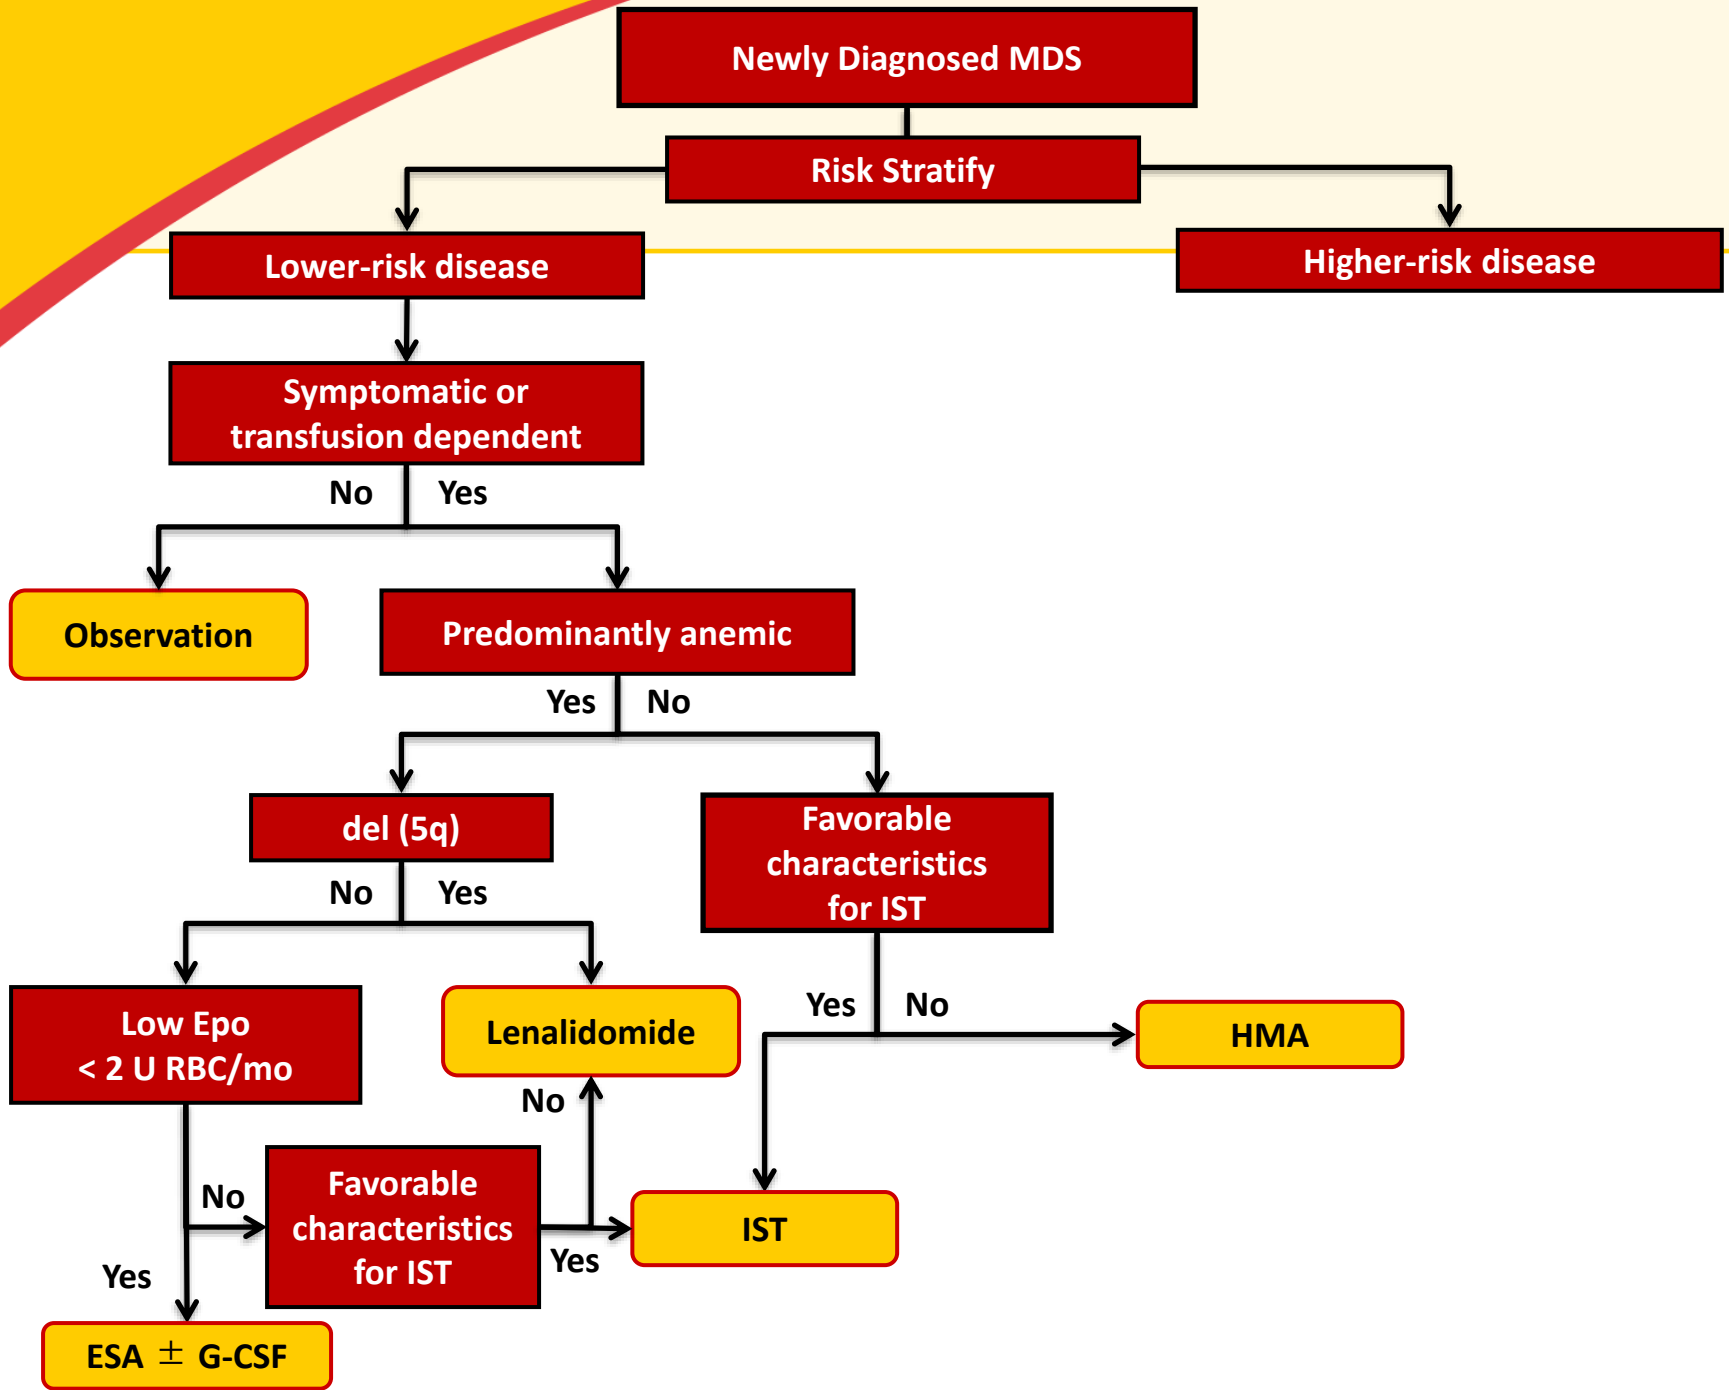 Newly Diagnosed MDS
Risk Stratify
Lower-risk disease
Higher-risk disease
Symptomatic or
transfusion dependent
No
Yes
Observation
Predominantly anemic
Yes
No
del (5q)
Favorable
characteristics
for IST
No
Yes
Low Epo
< 2 U RBC/mo
Lenalidomide
Yes
No
HMA
No
Favorable
characteristics
for IST
No
Yes
IST
Yes
ESA ± G-CSF